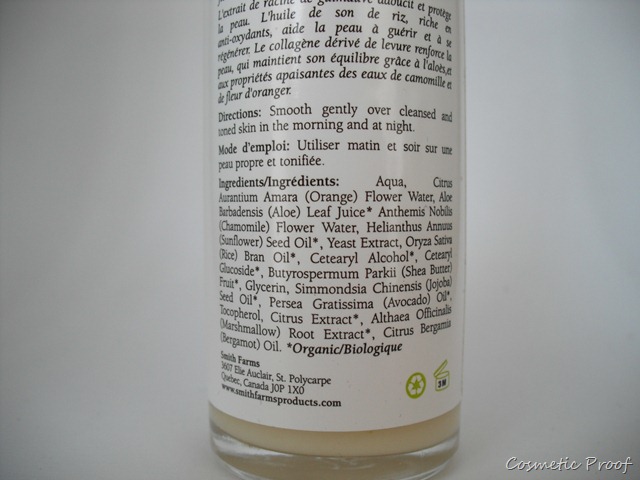 L'extrait de racine de guimauve adoucit et protège
la peau. L'huile de son de riz, riche en
anti-oxydants, aide la peau à guérir et à se
régénérer. Le collagène dérivé de levure renforce la
peau, qui maintient son équilibre grâce à l'aloès,et
aux propriétés apaisantes des eaux de camomille et
de fleur d'oranger.
Directions: Smooth gently over cleansed and
toned skin in the morning and at night.
Mode d'emploi: Utiliser matin et soir sur une
peau propre et tonifiée.
Ingredients/Ingrédients: Aqua, Citrus
Aurantium Amara (Orange) Flower Water, Aloe
Barbadensis (Aloe) Leaf Juice* Anthemis Nobilis
(Chamomile) Flower Water, Helianthus Annuus
(Sunflower) Seed Oil*, Yeast Extract, Oryza Sativa
(Rice) Bran Oil*, Cetearyl Alcohol*, Cetearyl
Glucoside*, Butyrospermum Parkii (Shea Butter)
Fruit*, Glycerin, Simmondsia Chinensis (Jojoba)
Seed Oil*, Persea Gratissima (Avocado) Oil*,
Tocopherol, Citrus Extract*, Althaea Officinalis
(Marshmallow) Root Extract*, Citrus Bergamia
(Bergamot) Oil. *Organic/Biologique
Smith Farms
3607 Elie Auclair, St. Polycarpe
Quebec, Canada J0P 1X0
www.smithfarmsproducts.com
3M
Cosmetic Proof